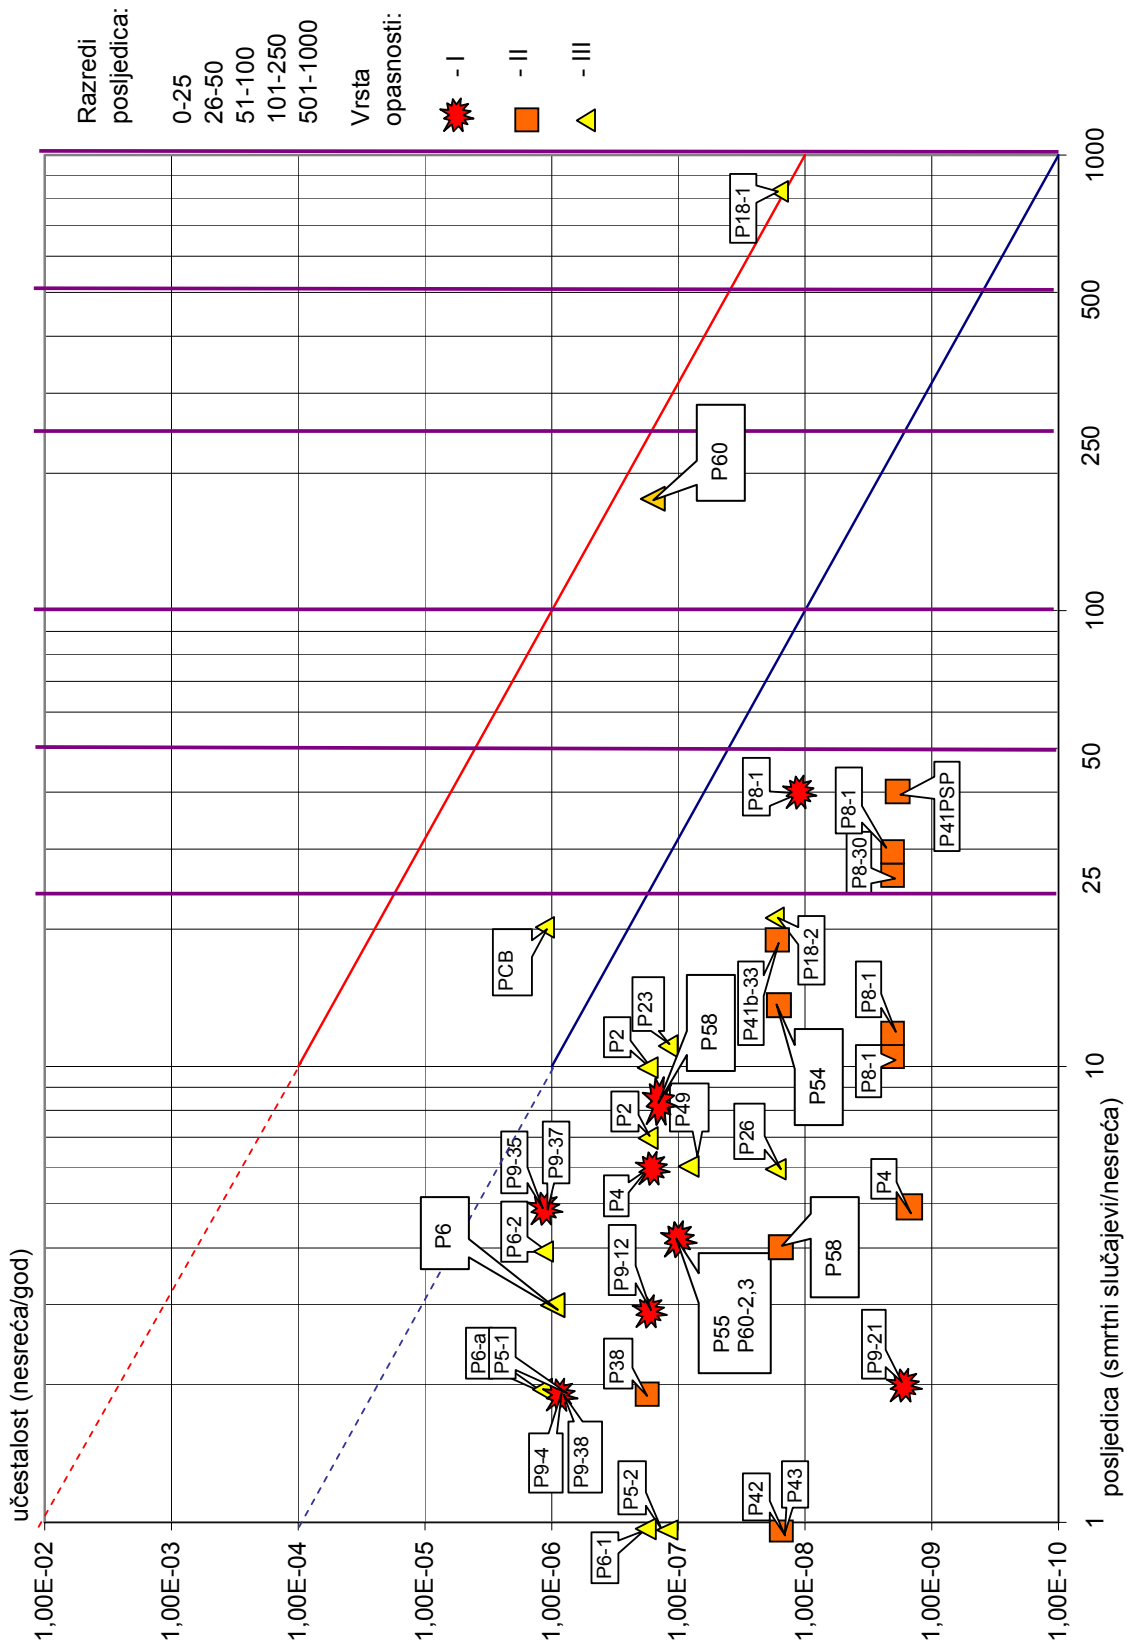 učestalost (nesreća/god)
1,00E-02
1,00E-03
1,00E-04
1,00E-05
1,00E-06
1,00E-07
1,00E-08
1,00E-09
1,00E-10
1
10
25
50
100
250
500
1000
posljedica (smrtni slučajevi/nesreća)
P6-1
P5-2
P42
P43
P9-4
P9-38
P6-a
P5-1
P38
P9-21
P6
P9-12
P55
P60-2,3
P58
P6-2
P9-35
P9-37
P4
P4
P2
P49
P26
P58
P2
P23
P54
P8-1
P8-1
PCB
P41b-33
P18-2
P8-30
P8-1
P8-1
P41PSP
P60
P18-1
Razredi
posljedica:
0-25
26-50
51-100
101-250
501-1000
Vrsta
opasnosti:
- I
- II
- III